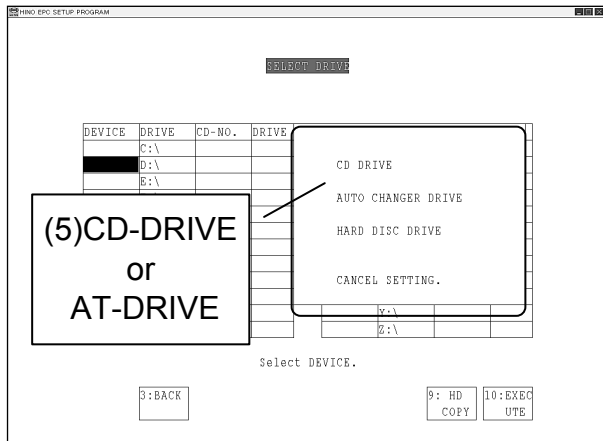 HINO EPC SETUP PROGRAM
SELECT DRIVE
DEVICE DRIVE CD-NO. DRIVE
C:\
D:\
E:\
CD DRIVE
AUTO CHANGER DRIVE
HARD DISC DRIVE
CANCEL SETTING.
(5)CD-DRIVE
or
AT-DRIVE
Y:\
Z:\
Select DEVICE.
3:BACK
9: HD
COPY
10:EXEC
UTE